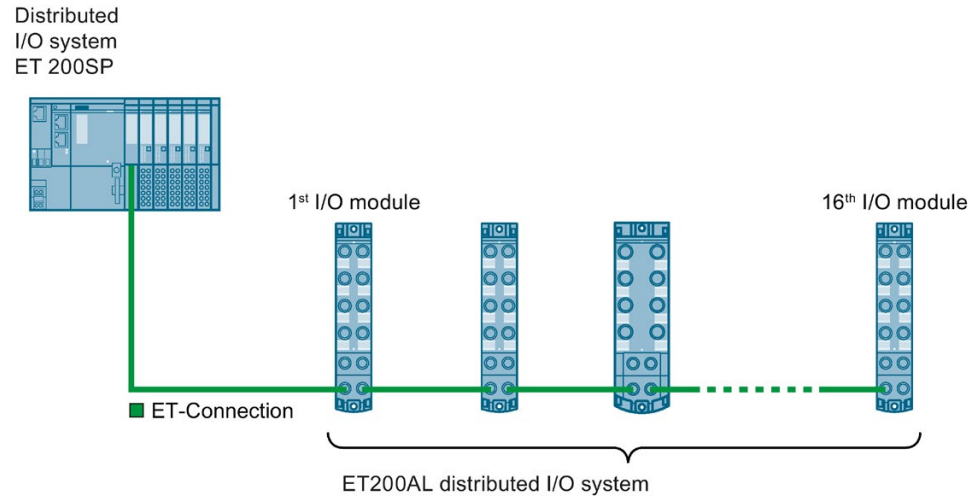 Distributed
I/O system
ET 200SP
1st I/O module
16th I/O module
ET-Connection
ET200AL distributed I/O system